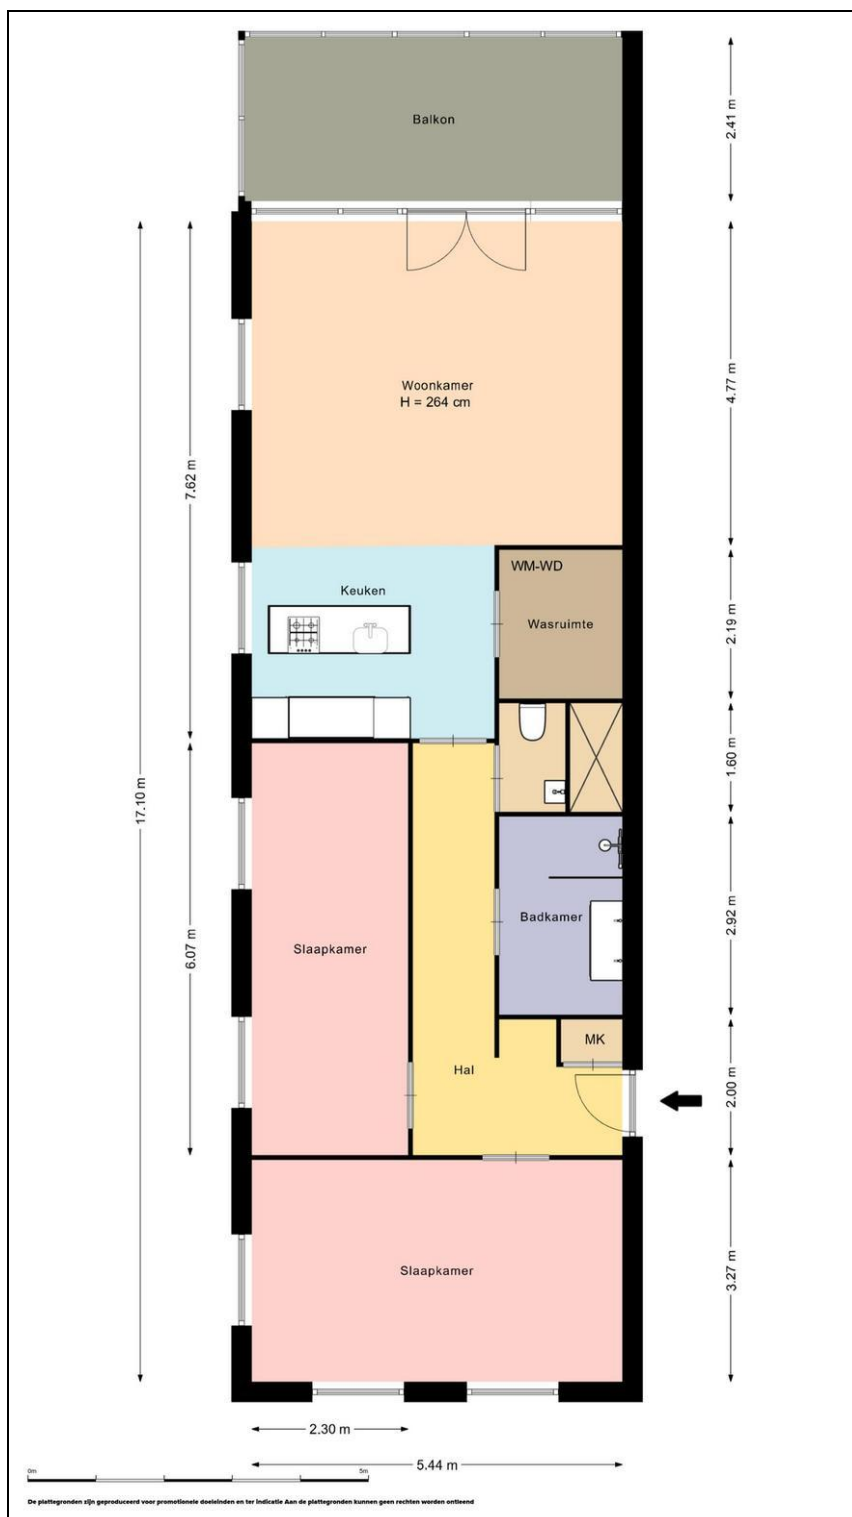 Balkon
2.41 m
Woonkamer
H = 264 cm
4.77 m
7.62 m
Keuken
WM-WD
Wasruimte
2.19 m
1.60 m
17.10 m
Slaapkamer
6.07 m
Badkamer
2.92 m
MK
Hal
2.00 m
Slaapkamer
3.27 m
2.30 m
5.44 m
0m 5m
De plattegronden zijn geproduceerd voor promotionele doeleinden en ter indicatie Aan de plattegronden kunnen geen rechten worden ontleend